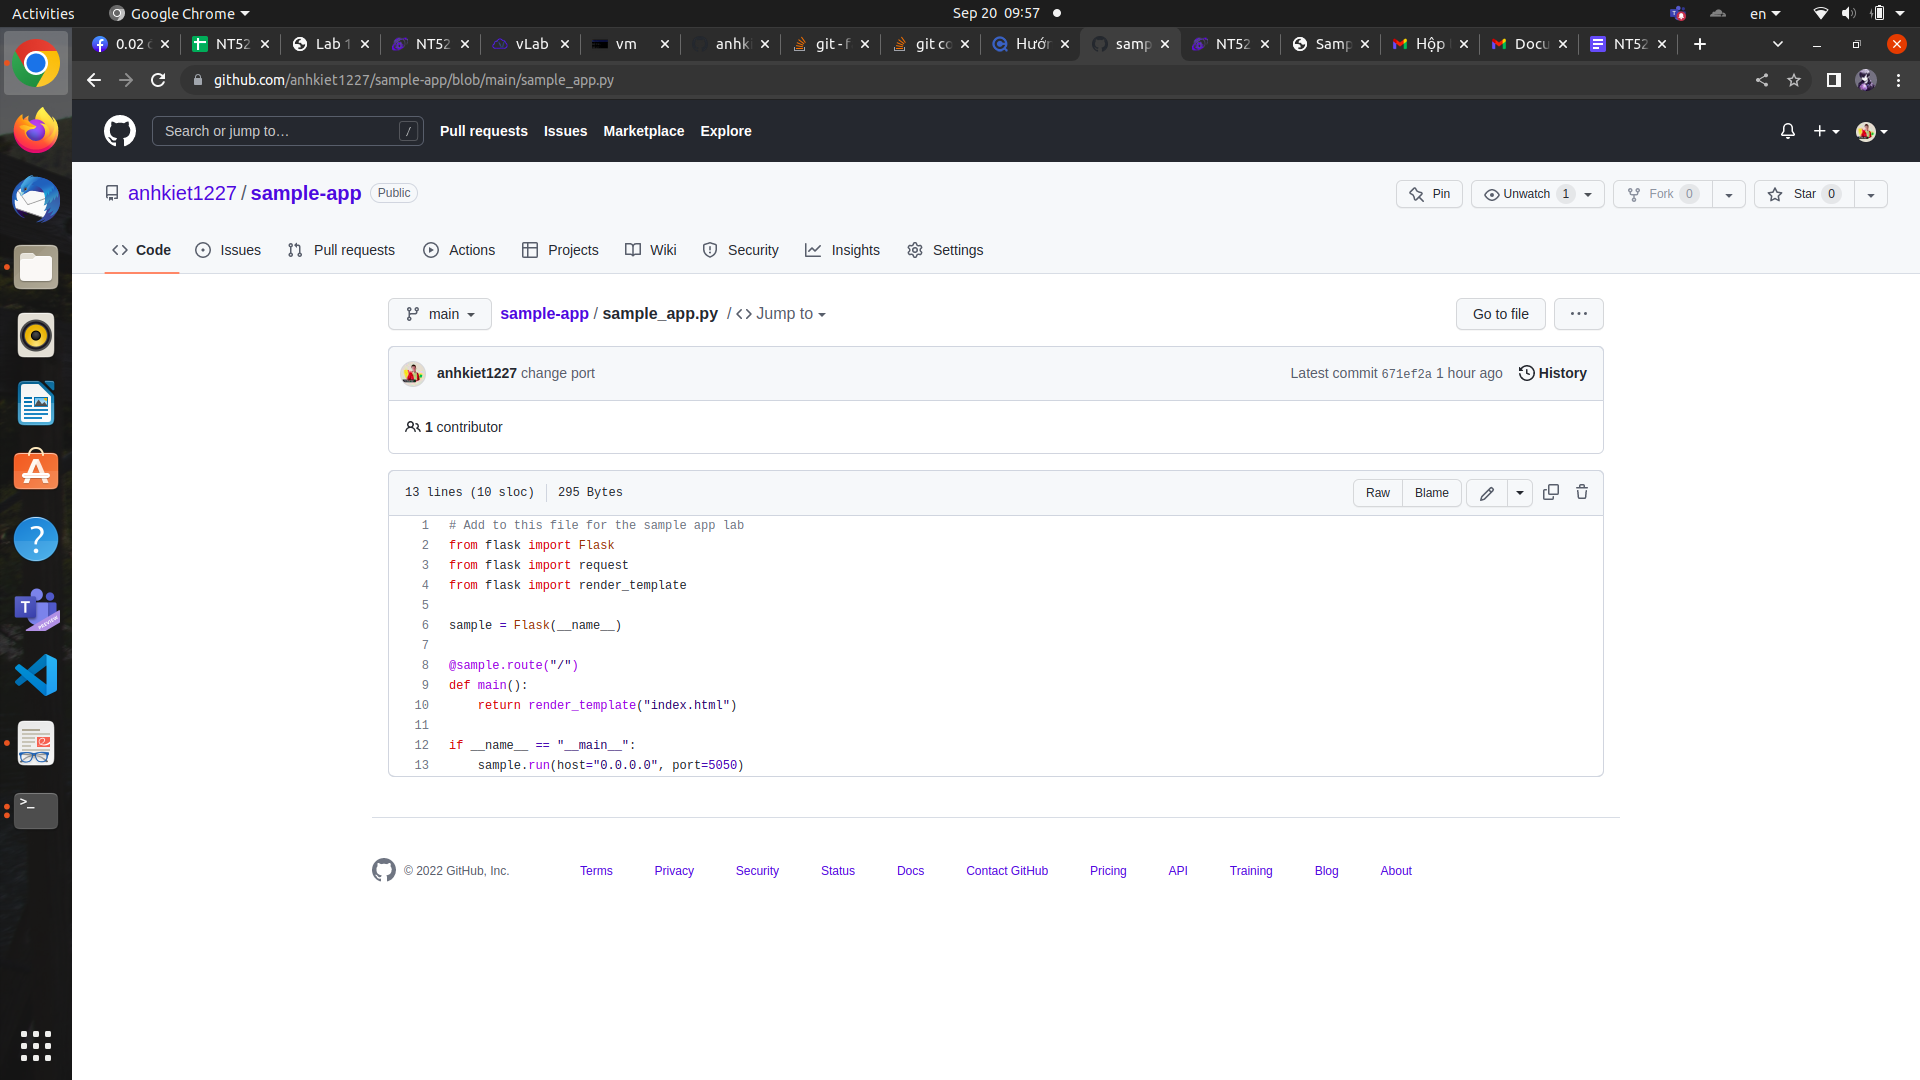 Activities
Google Chrome
Sep 20 09:57
en
0.02
NT52
Lab 1
NT52
vLab
vm
anhki
git - f
git co
Hướn
samp
NT52
Samp
Hộp
Docu
NT52
github.com/anhkiet1227/sample-app/blob/main/sample_app.py
Search or jump to…
/
Pull requests
Issues
Marketplace
Explore
anhkiet1227 / sample-app
Public
Pin
Unwatch 1
Fork 0
Star 0
Code
Issues
Pull requests
Actions
Projects
Wiki
Security
Insights
Settings
main
sample-app / sample_app.py / <> Jump to
Go to file
anhkiet1227 change port
Latest commit 671ef2a 1 hour ago
History
1 contributor
13 lines (10 sloc)
295 Bytes
Raw
Blame
1 # Add to this file for the sample app lab
2 from flask import Flask
3 from flask import request
4 from flask import render_template
5
6 sample = Flask(__name__)
7
8 @sample.route("/")
9 def main():
10     return render_template("index.html")
11
12 if __name__ == "__main__":
13     sample.run(host="0.0.0.0", port=5050)
© 2022 GitHub, Inc.
Terms
Privacy
Security
Status
Docs
Contact GitHub
Pricing
API
Training
Blog
About